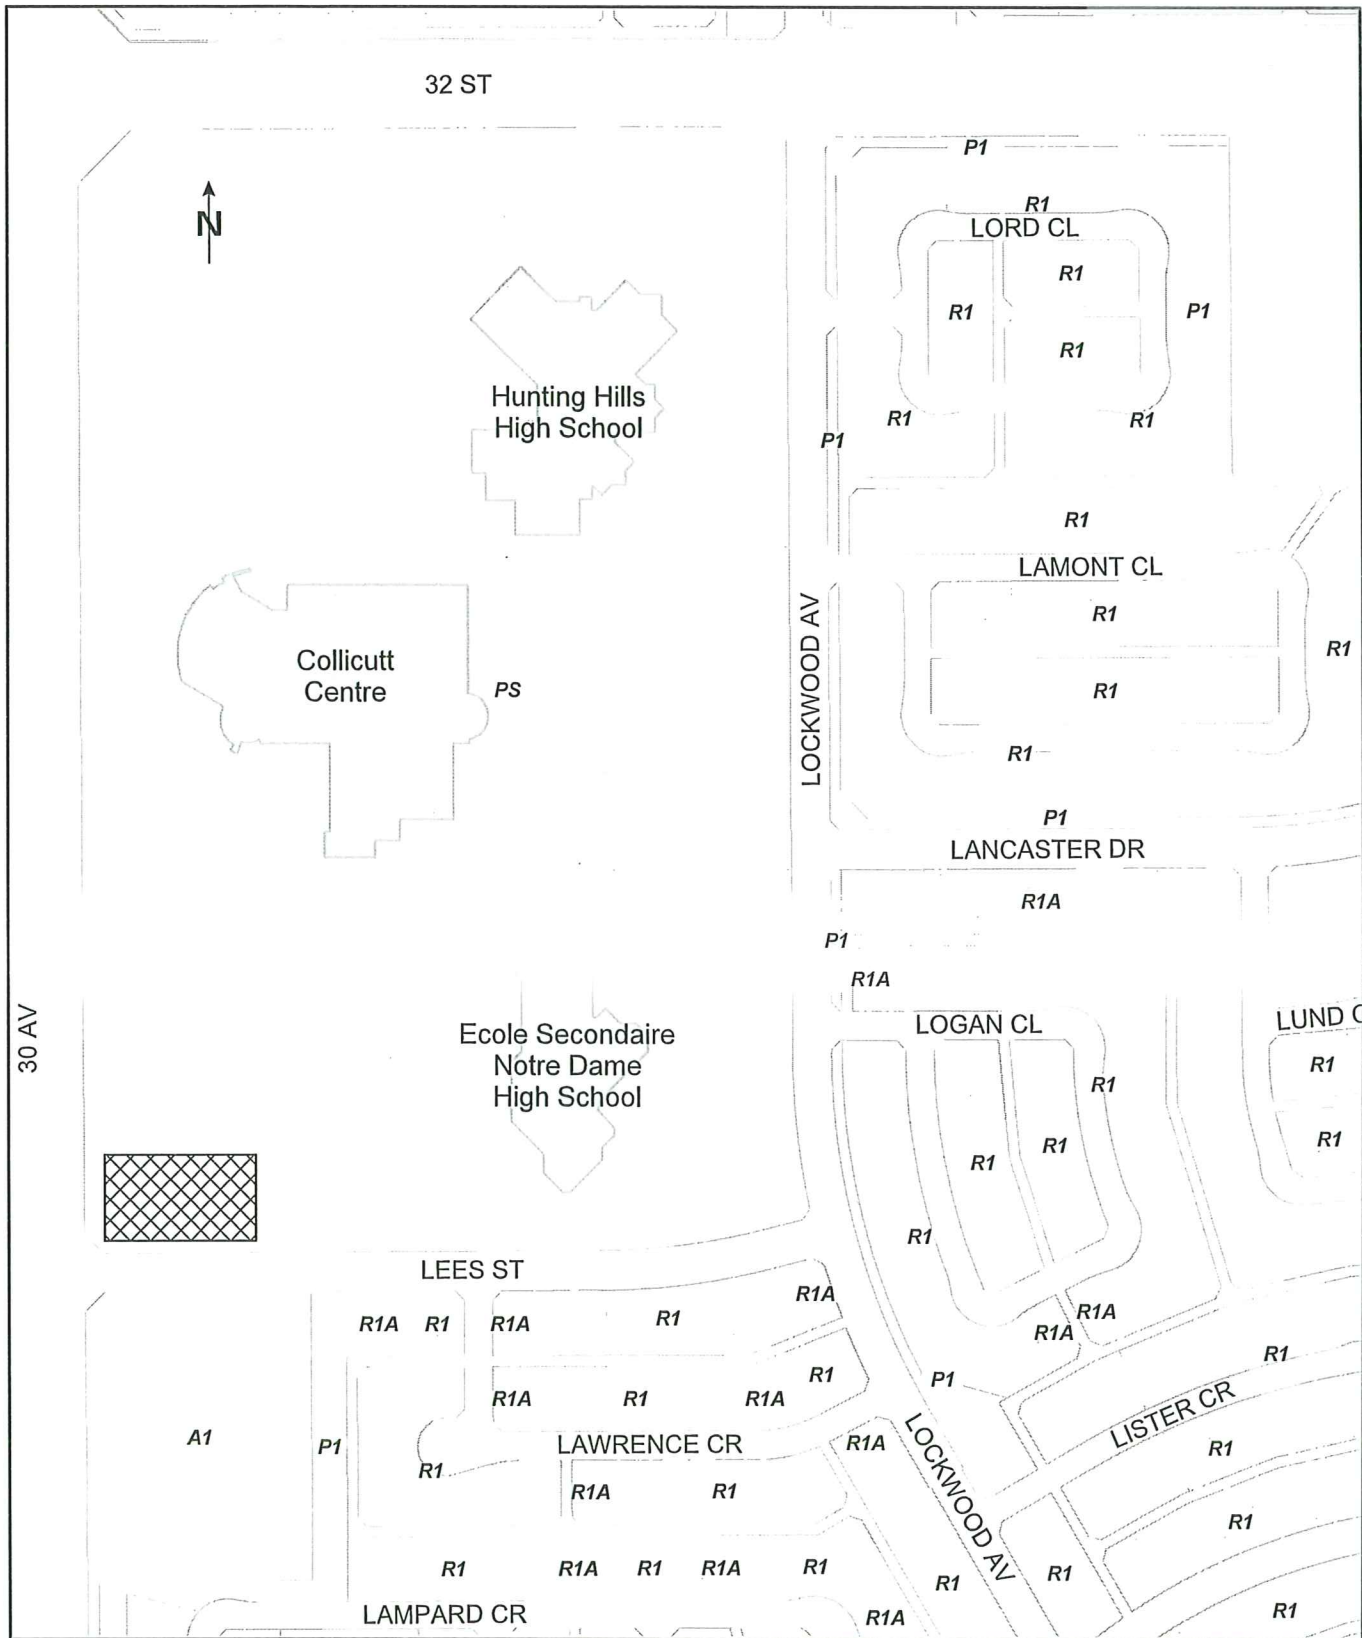 32 ST
P1
N
R1
LORD CL
R1
R1
P1
R1
Hunting Hills
High School
R1
R1
P1
R1
LAMONT CL
R1
LOCKWOOD AV
R1
Collicutt
Centre
PS
R1
R1
P1
LANCASTER DR
R1A
P1
R1A
30 AV
Ecole Secondaire
Notre Dame
High School
LOGAN CL
LUND C
R1
R1
R1
R1
R1
R1
LEES ST
R1A
R1
R1A
R1
R1A
R1A
R1A
R1
R1A
R1
R1A
R1
P1
R1
A1
P1
LAWRENCE CR
R1A
LOCKWOOD AV
LISTER CR
R1
R1
R1A
R1
R1
R1
R1A
R1
R1A
R1
R1
R1
LAMPARD CR
R1A
R1